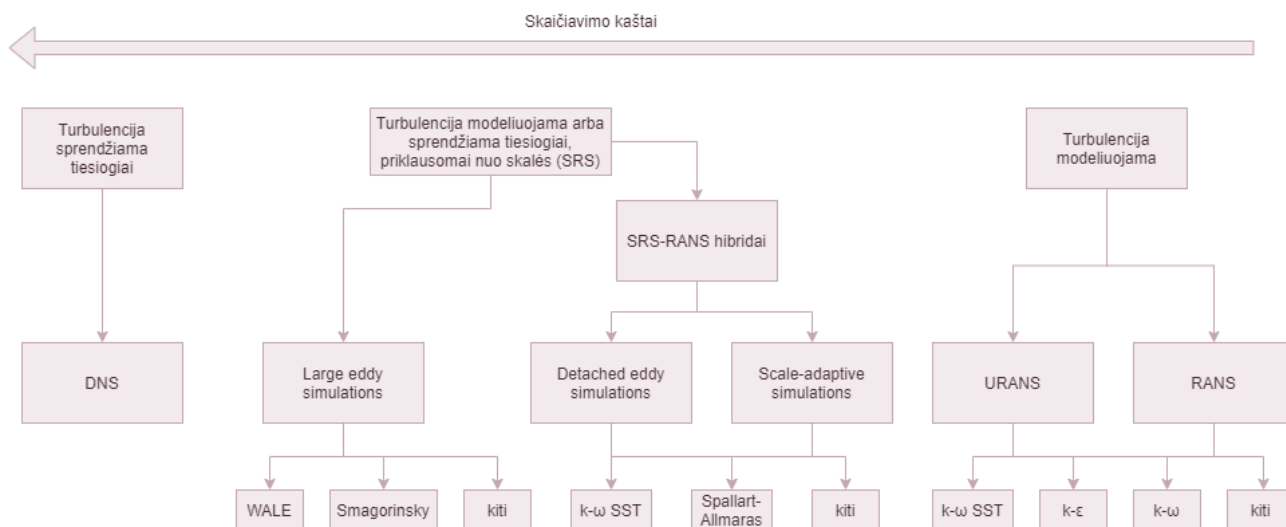 Skaičiavimo kaštai
Turbulencija
sprendžiama
tiesiogiai
Turbulencija modeliuojama arba
sprendžiama tiesiogiai,
priklausomai nuo skalės (SRS)
Turbulencija
modeliuojama
SRS-RANS hibridai
DNS
Large eddy
simulations
Detached eddy
simulations
Scale-adaptive
simulations
URANS
RANS
WALE
Smagorinsky
kiti
k-ω SST
Spallart-
Allmaras
kiti
k-ω SST
k-ε
k-ω
kiti